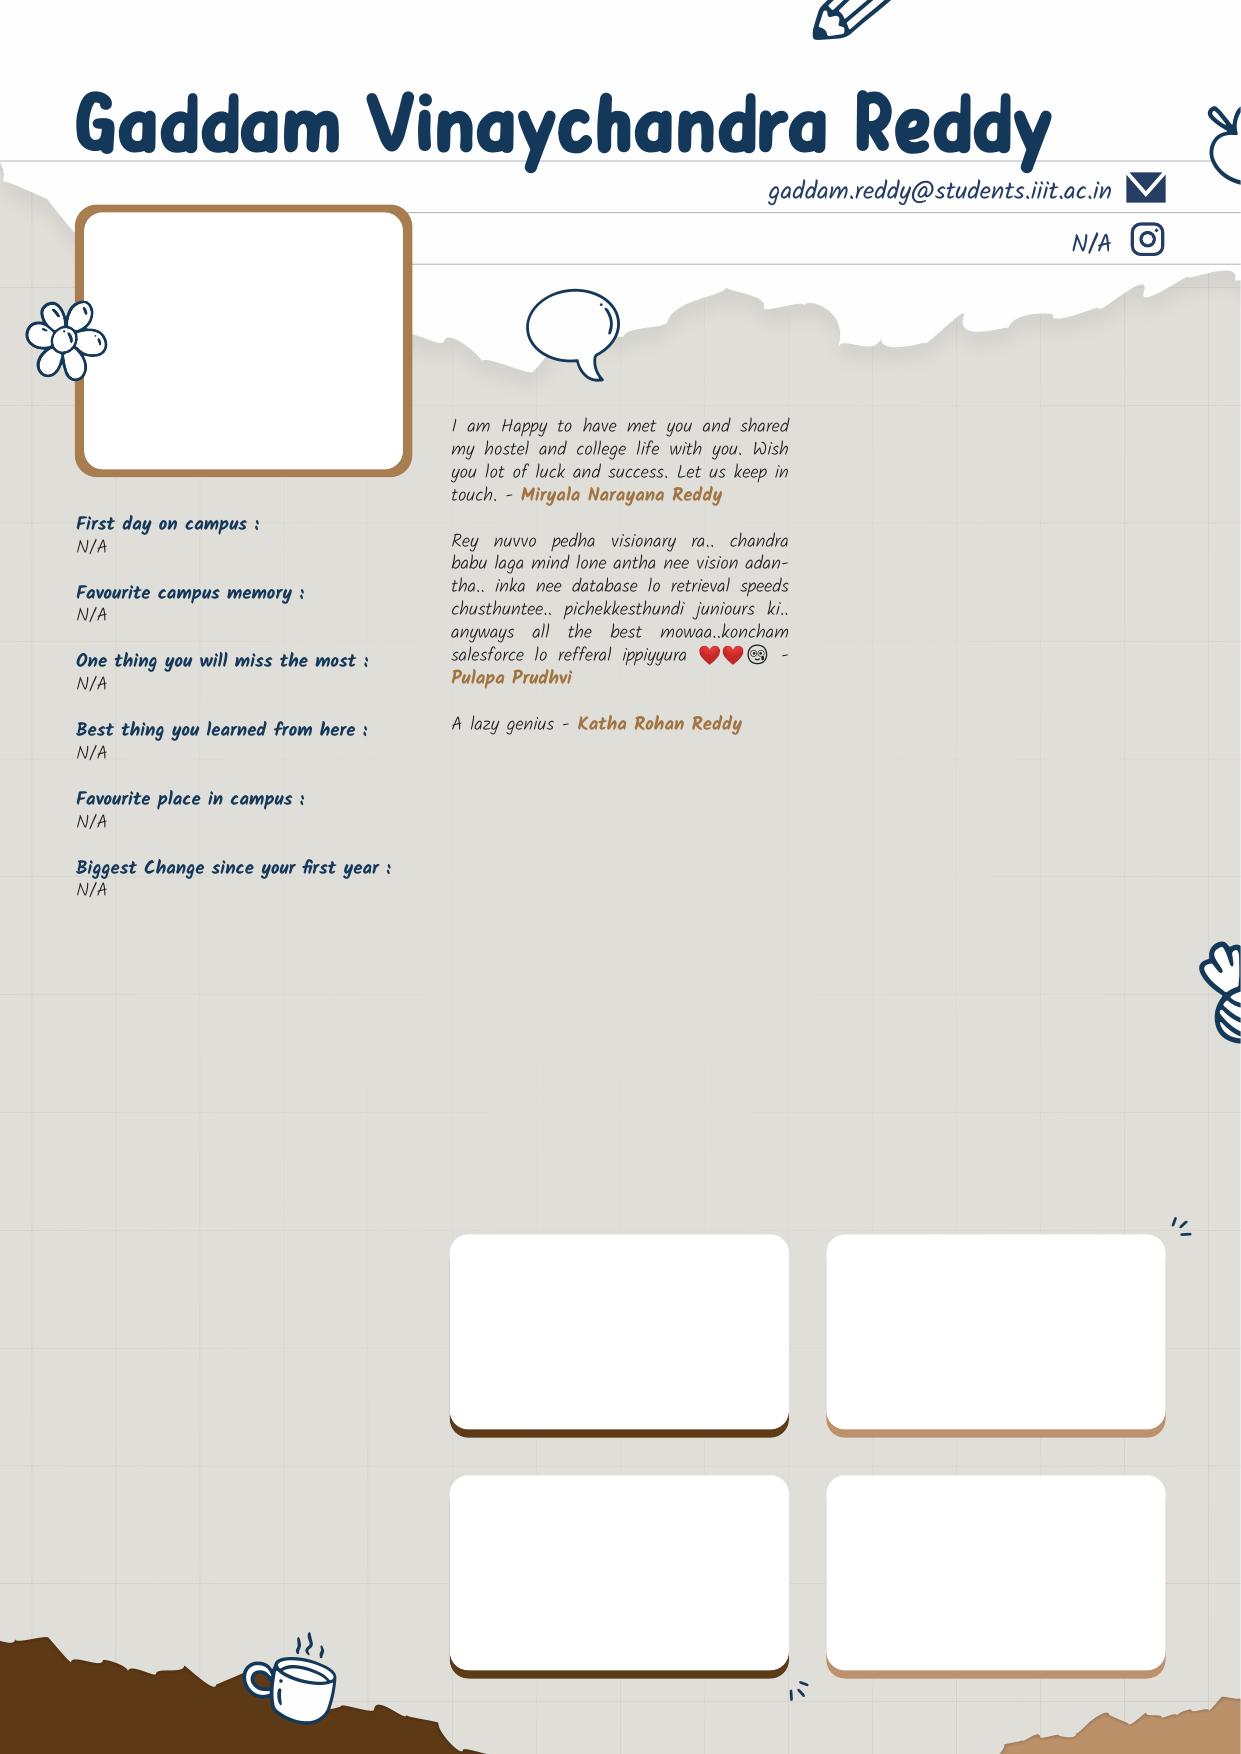 Gaddam Vinaychandra Reddy
gaddam.reddy@students.iiit.ac.in
N/A
First day on campus :
N/A
Favourite campus memory :
N/A
One thing you will miss the most :
N/A
Best thing you learned from here :
N/A
Favourite place in campus :
N/A
Biggest Change since your first year :
N/A
I am Happy to have met you and shared
my hostel and college life with you. Wish
you lot of luck and success. Let us keep in
touch. - Miryala Narayana Reddy
Rey nuvvo pedha visionary ra.. chandra
babu laga mind lone antha nee vision adan-
tha.. inka nee database lo retrieval speeds
chusthuntee.. pichekkesthundi juniours ki..
anyways all the best mowaa..koncham
salesforce lo refferal ippiyyura ❤️❤️🥲 -
Pulapa Prudhvi
A lazy genius - Katha Rohan Reddy